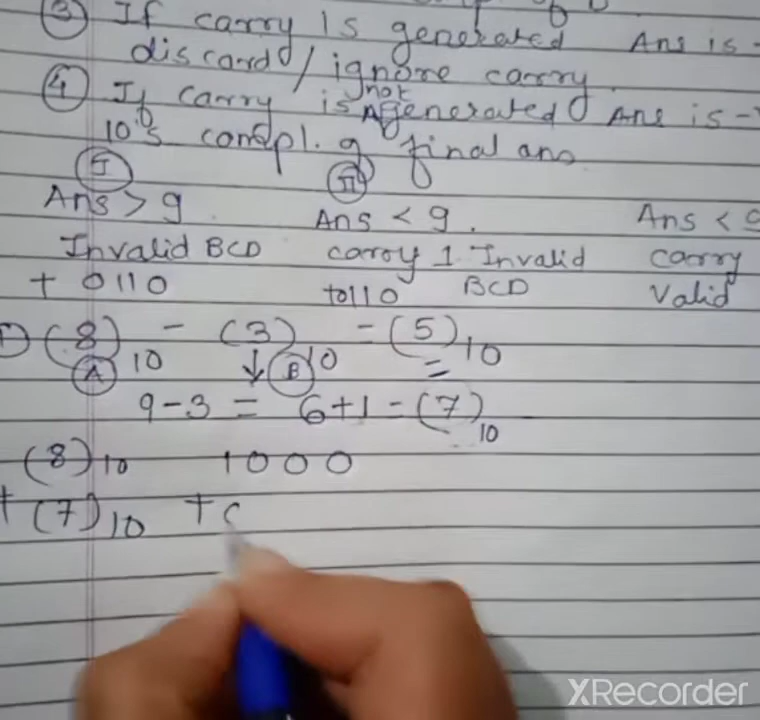 ③ If carry is generated Ans is -
discard / ignore carry
④ If carry is not generated Ans is -
10's compl. of final ans
I II
Ans > 9 Ans < 9. Ans < 9
Invalid BCD carry 1 Invalid carry
+ 0110 +0110 BCD Valid
(8)10 - (3)10 = (5)10
A ↓ B
9-3 = 6+1 = (7)10
(8)10 1000
+ (7)10 +
XRecorder